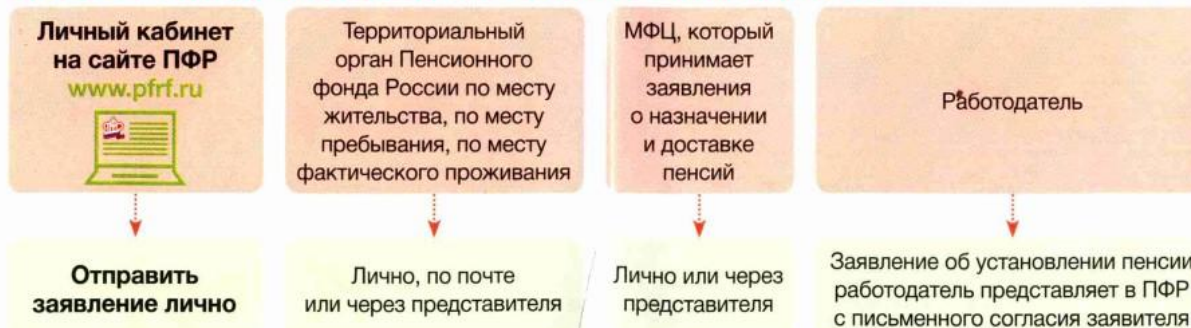 Личный кабинет
на сайте ПФР
www.pfrf.ru
Территориальный
орган Пенсионного
фонда России по месту
жительства, по месту
пребывания, по месту
фактического проживания
МФЦ, который
принимает
заявления
о назначении
и доставке
пенсий
Работодатель
Отправить
заявление лично
Лично, по почте
или через представителя
Лично или через
представителя
Заявление об установлении пенсии
работодатель представляет в ПФР
с письменного согласия заявителя